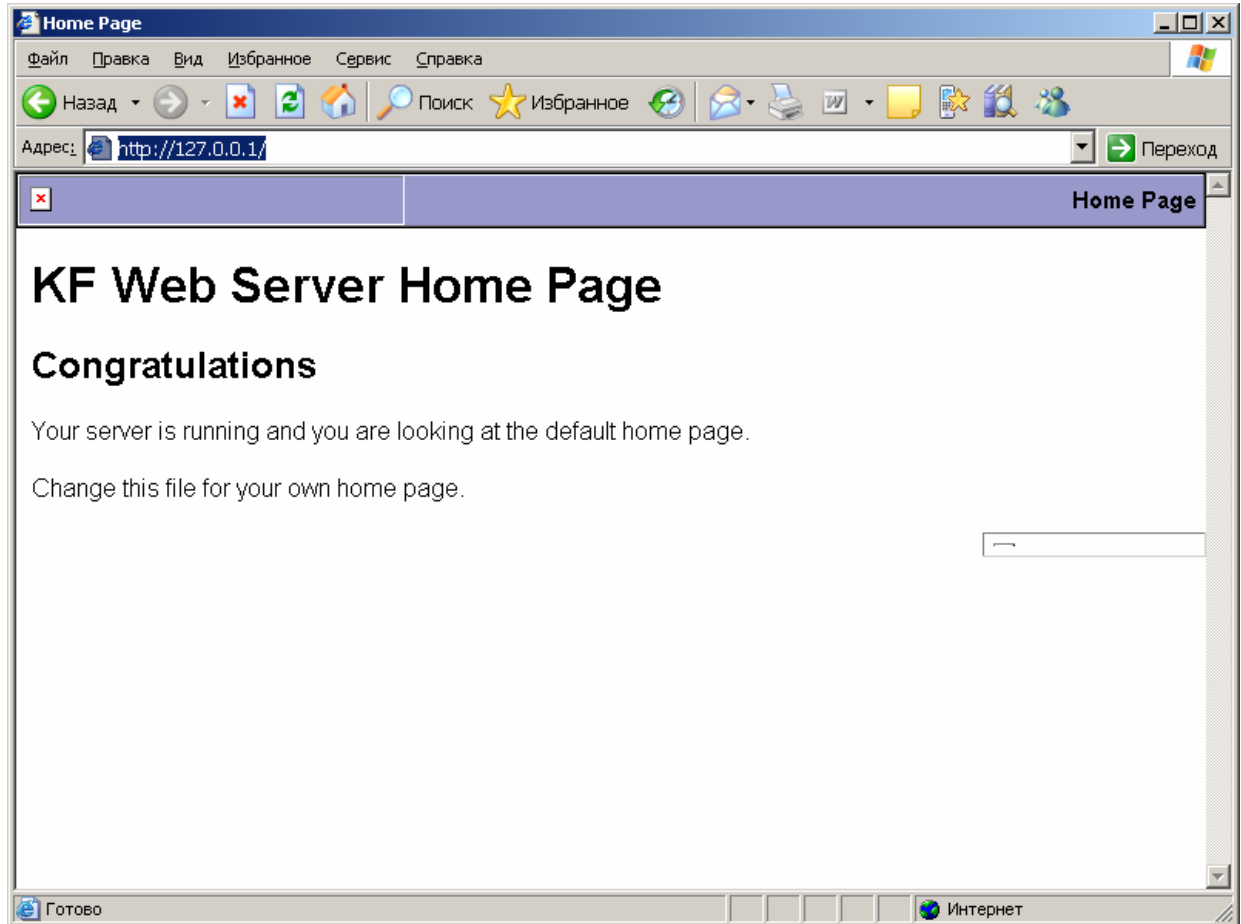 Home Page
Файл Правка Вид Избранное Сервис Справка
Назад Поиск Избранное
Адрес: http://127.0.0.1/ Переход
Home Page
KF Web Server Home Page
Congratulations
Your server is running and you are looking at the default home page.
Change this file for your own home page.
Готово Интернет